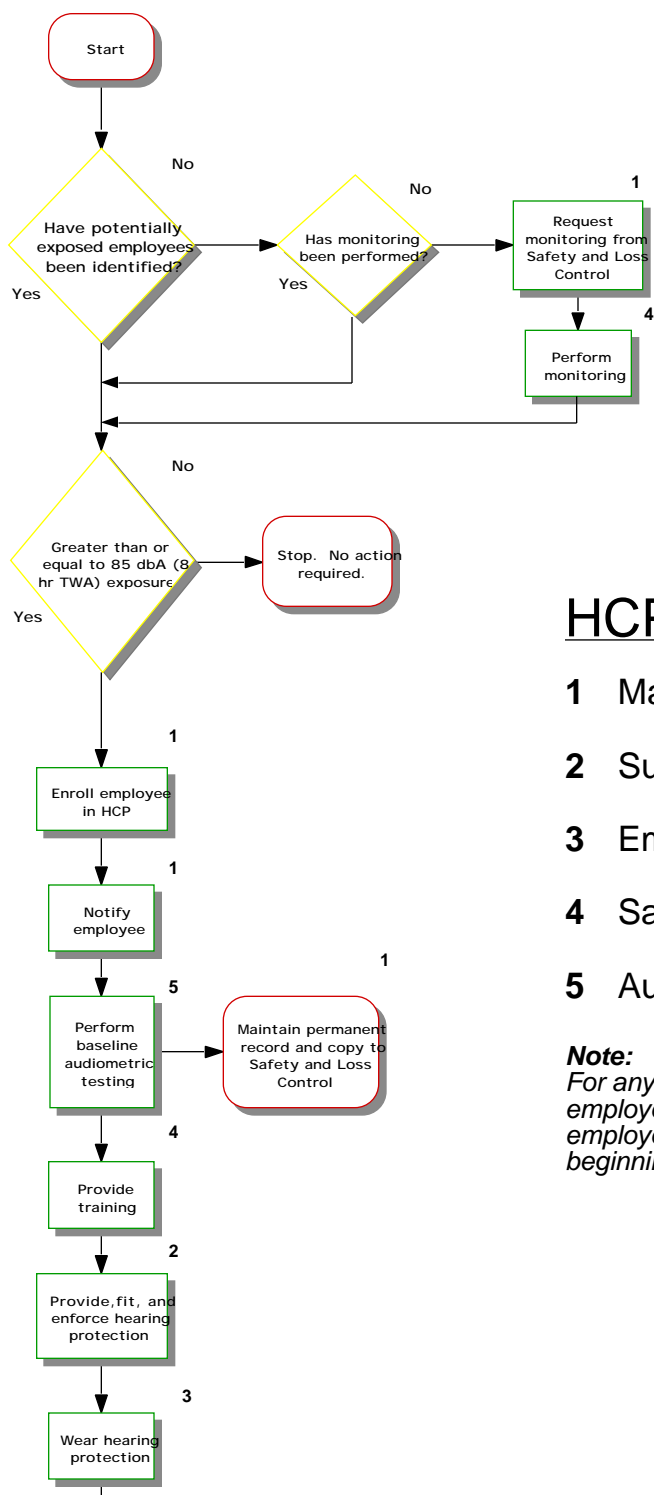 Start
No
Have potentially
exposed employees
been identified?
Yes
No
Has monitoring
been performed?
Yes
1
Request
monitoring from
Safety and Loss
Control
4
Perform
monitoring
No
Greater than or
equal to 85 dbA (8
hr TWA) exposure
Yes
Stop. No action
required.
1
Enroll employee
in HCP
1
Notify
employee
5
Perform
baseline
audiometric
testing
1
Maintain permanent
record and copy to
Safety and Loss
Control
4
Provide
training
2
Provide,fit, and
enforce hearing
protection
3
Wear hearing
protection
HCP
1 Ma
2 Su
3 Em
4 Sa
5 Au
Note:
For any
employe
employe
beginnin